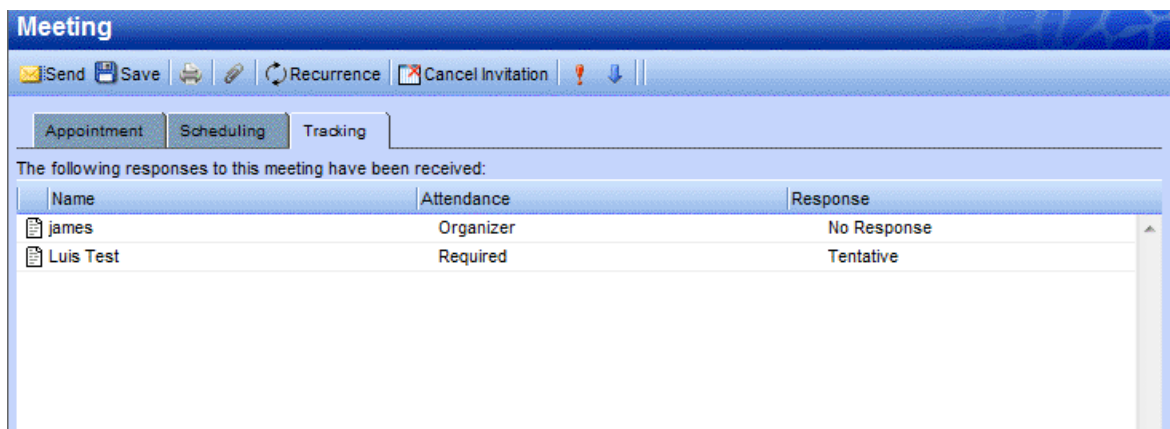 Meeting
Send Save Recurrence Cancel Invitation
Appointment Scheduling Tracking
The following responses to this meeting have been received:
Name Attendance Response
james Organizer No Response
Luis Test Required Tentative